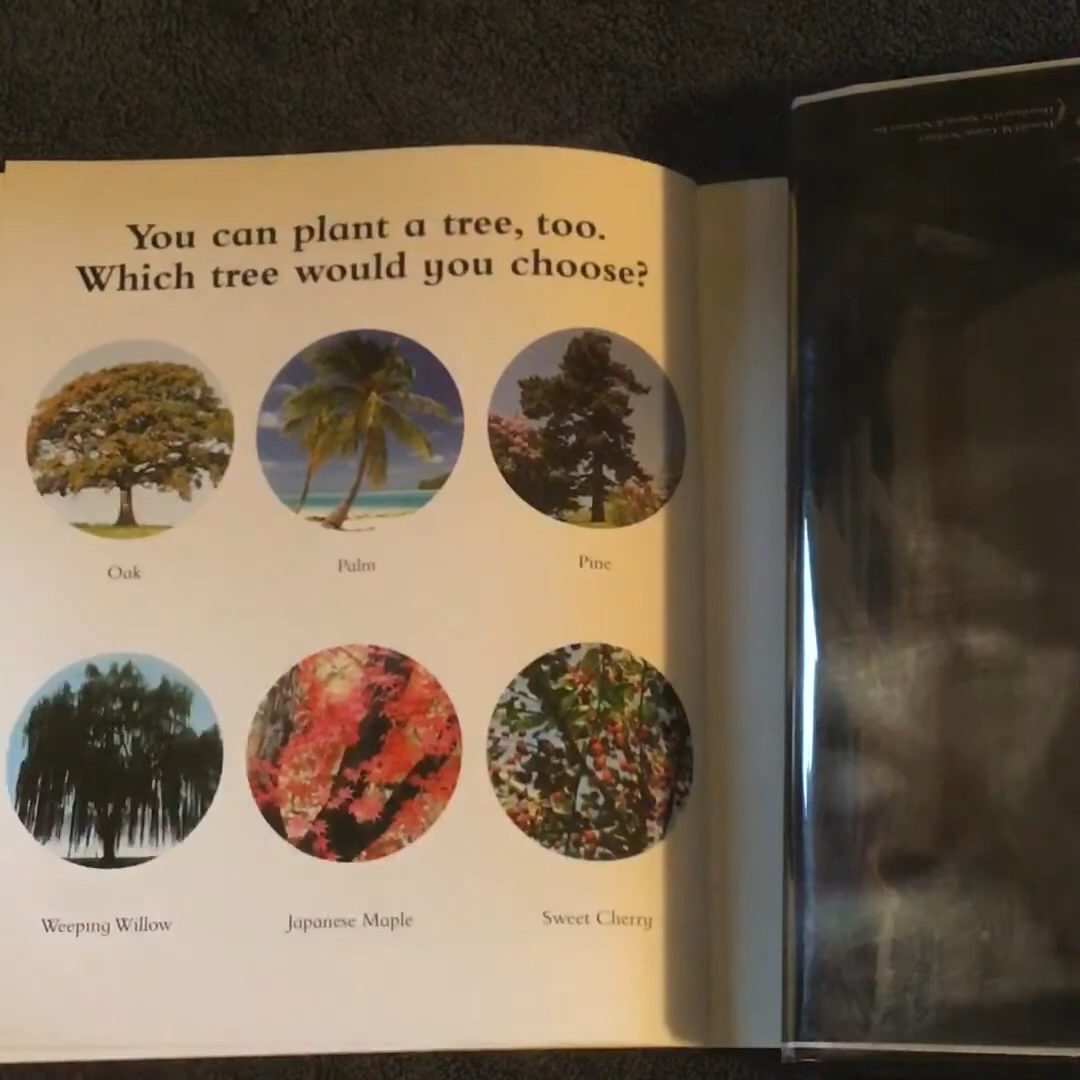 You can plant a tree, too.
Which tree would you choose?
Oak
Palm
Pine
Weeping Willow
Japanese Maple
Sweet Cherry